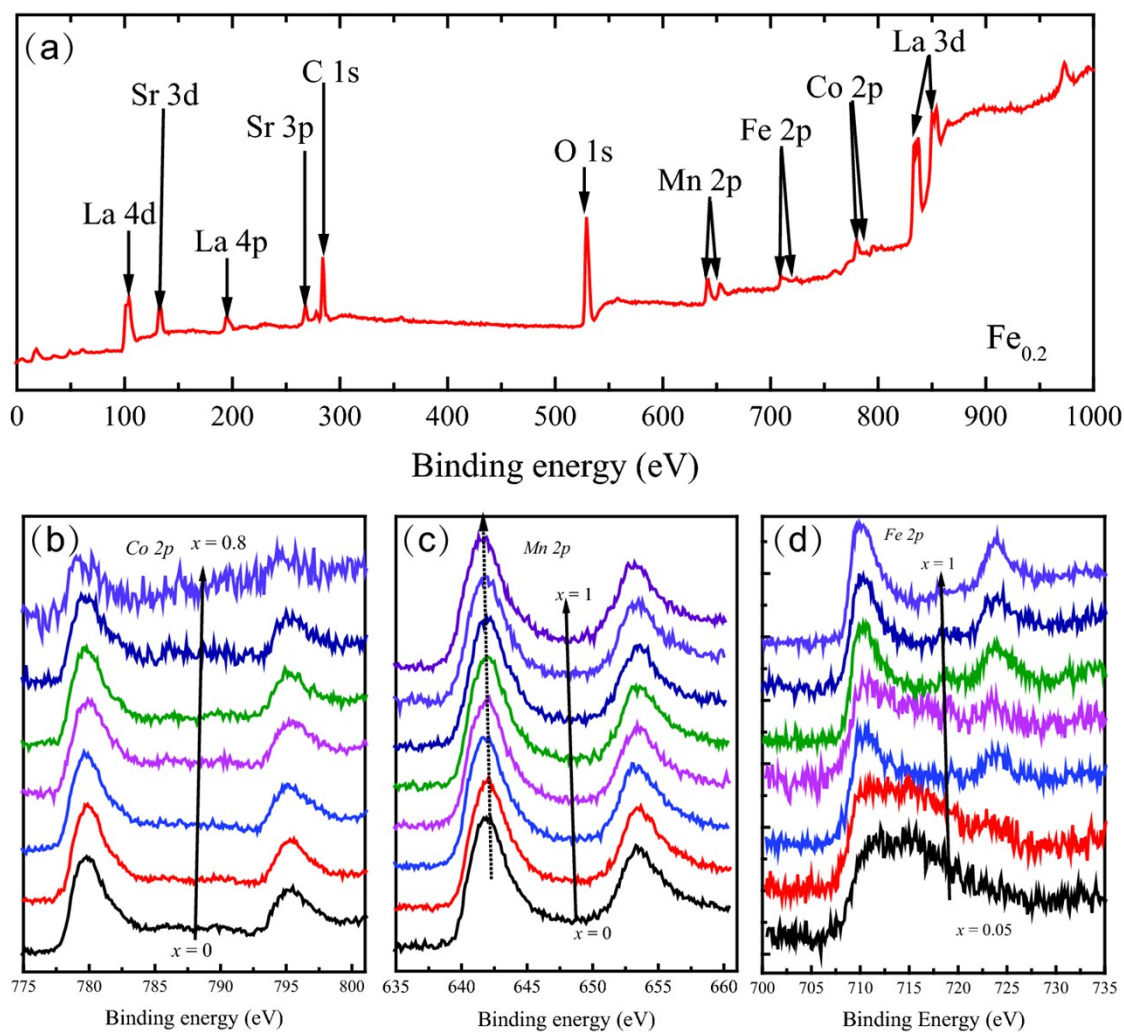 (a)
La 3d
C 1s
Sr 3d
Co 2p
Sr 3p
Fe 2p
O 1s
Mn 2p
La 4d
La 4p
Fe0.2
0 100 200 300 400 500 600 700 800 900 1000
Binding energy (eV)
(b)
Co 2p
x = 0.8
x = 0
775 780 785 790 795 800
Binding energy (eV)
(c)
Mn 2p
x = 1
x = 0
635 640 645 650 655 660
Binding energy (eV)
(d)
Fe 2p
x = 1
x = 0.05
700 705 710 715 720 725 730 735
Binding Energy (eV)